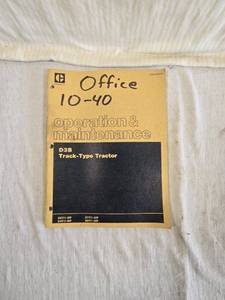 Office
10-40
operation &
maintenance
D3B
Track-Type Tractor